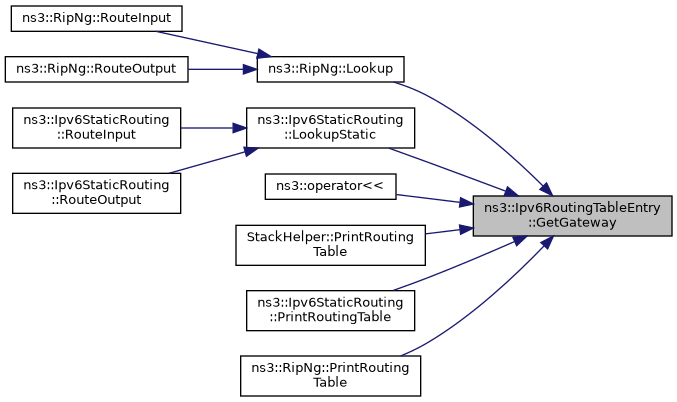 ns3::RipNg::RouteInput
ns3::RipNg::RouteOutput
ns3::RipNg::Lookup
ns3::Ipv6StaticRouting
::RouteInput
ns3::Ipv6StaticRouting
::LookupStatic
ns3::Ipv6StaticRouting
::RouteOutput
ns3::operator<<
ns3::Ipv6RoutingTableEntry
::GetGateway
StackHelper::PrintRouting
Table
ns3::Ipv6StaticRouting
::PrintRoutingTable
ns3::RipNg::PrintRouting
Table